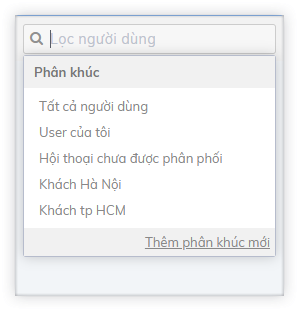 Lọc người dùng
Phân khúc
Tất cả người dùng
User của tôi
Hội thoại chưa được phân phối
Khách Hà Nội
Khách tp HCM
Thêm phân khúc mới